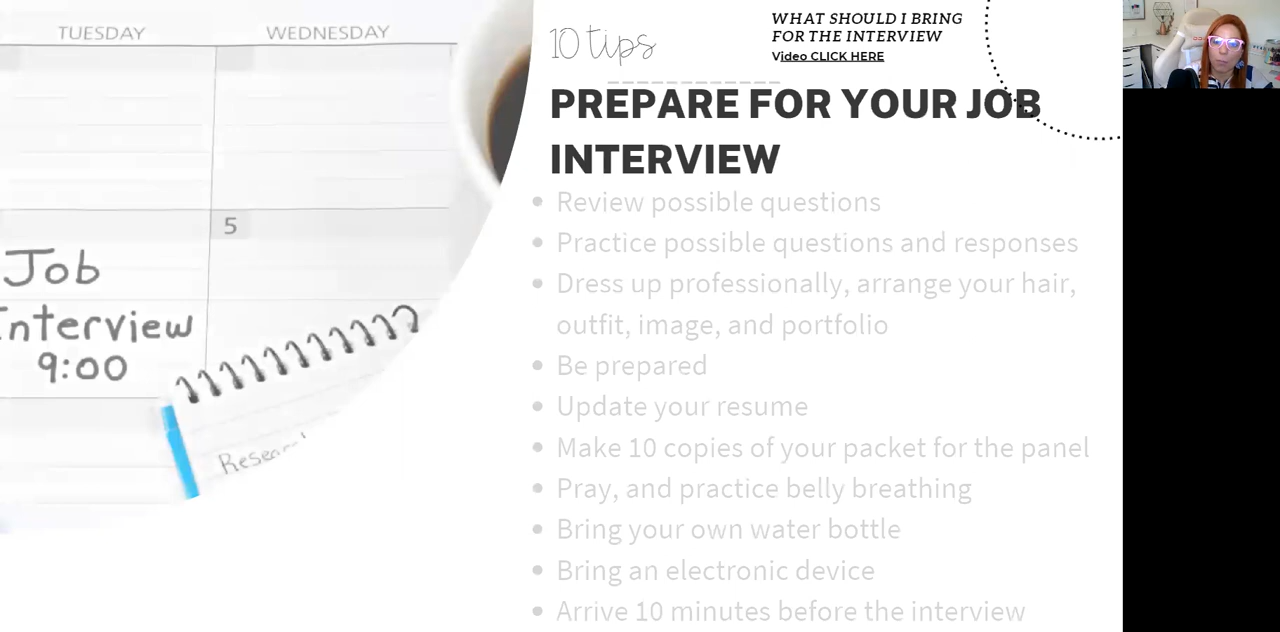 TUESDAY
WEDNESDAY
5
Job
Interview
9:00
10 tips
WHAT SHOULD I BRING
FOR THE INTERVIEW
Video CLICK HERE
PREPARE FOR YOUR JOB
INTERVIEW
• Review possible questions
• Practice possible questions and responses
• Dress up professionally, arrange your hair,
outfit, image, and portfolio
• Be prepared
• Update your resume
• Make 10 copies of your packet for the panel
• Pray, and practice belly breathing
• Bring your own water bottle
• Bring an electronic device
• Arrive 10 minutes before the interview